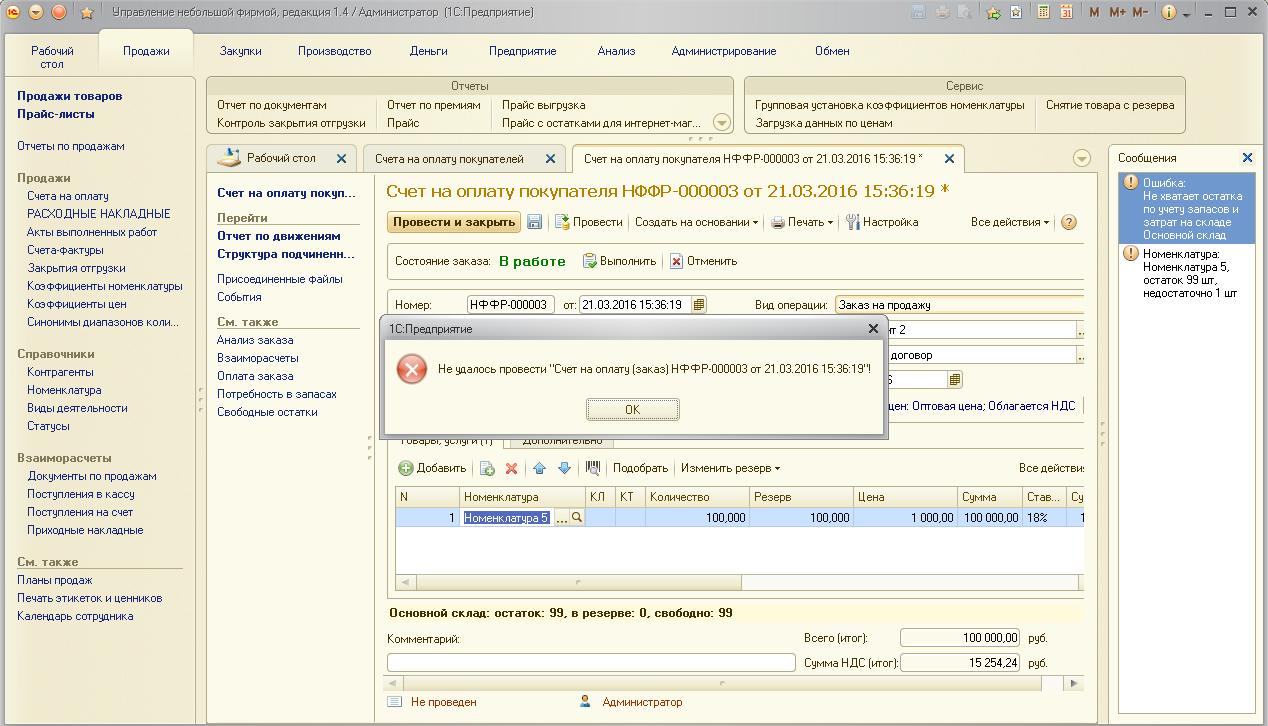 Управление небольшой фирмой, редакция 1.4 / Администратор (1С:Предприятие)
M M+ M-
Рабочий стол
Продажи
Закупки
Производство
Деньги
Предприятие
Анализ
Администрирование
Обмен
Продажи товаров
Прайс-листы
Отчеты по продажам
Продажи
Счета на оплату
РАСХОДНЫЕ НАКЛАДНЫЕ
Акты выполненных работ
Счета-фактуры
Закрытия отгрузки
Коэффициенты номенклатуры
Коэффициенты цен
Синонимы диапазонов коли...
Справочники
Контрагенты
Номенклатура
Виды деятельности
Статусы
Взаиморасчеты
Документы по продажам
Поступления в кассу
Поступления на счет
Приходные накладные
См. также
Планы продаж
Печать этикеток и ценников
Календарь сотрудника
Отчеты
Отчет по документам
Отчет по премиям
Прайс выгрузка
Контроль закрытия отгрузки
Прайс
Прайс с остатками для интернет-маг...
Сервис
Групповая установка коэффициентов номенклатуры
Снятие товара с резерва
Загрузка данных по ценам
Рабочий стол
Счета на оплату покупателей
Счет на оплату покупателя НФФР-000003 от 21.03.2016 15:36:19 *
Счет на оплату покуп...
Перейти
Отчет по движениям
Структура подчиненн...
Присоединенные файлы
События
См. также
Анализ заказа
Взаиморасчеты
Оплата заказа
Потребность в запасах
Свободные остатки
Счет на оплату покупателя НФФР-000003 от 21.03.2016 15:36:19 *
Провести и закрыть
Провести
Создать на основании
Печать
Настройка
Все действия
Состояние заказа: В работе
Выполнить
Отменить
Номер: НФФР-000003 от: 21.03.2016 15:36:19
Вид операции: Заказ на продажу
нт 2
договор
6
цен: Оптовая цена; Облагается НДС
1С:Предприятие
Не удалось провести "Счет на оплату (заказ) НФФР-000003 от 21.03.2016 15:36:19"!
OK
Товары, услуги (1)
Дополнительно
Добавить
Подобрать
Изменить резерв
Все действия
N Номенклатура КЛ КТ Количество Резерв Цена Сумма Став... Су
1 Номенклатура 5 ... 100,000 100,000 1 000,00 100 000,00 18% 1
Основной склад: остаток: 99, в резерве: 0, свободно: 99
Комментарий:
Всего (итог): 100 000,00 руб.
Сумма НДС (итог): 15 254,24 руб.
Не проведен
Администратор
Сообщения
Ошибка:
Не хватает остатка
по учету запасов и
затрат на складе
Основной склад
Номенклатура:
Номенклатура 5,
остаток 99 шт,
недостаточно 1 шт